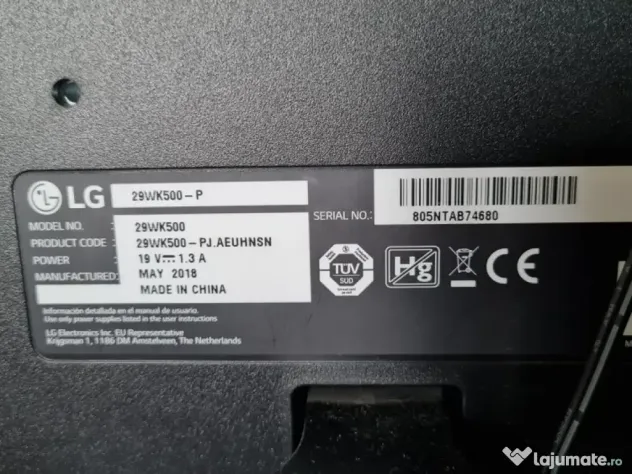 LG 29WK500-P
MODEL NO. : 29WK500
PRODUCT CODE : 29WK500-PJ.AEUHNSN
POWER : 19 V 1.3 A
MANUFACTURED: MAY 2018
MADE IN CHINA
SERIAL NO.: 805NTAB74680
TÜV
SÜD
Hg
CE
Información detallada en el manual de usuario.
Use only power supplies listed in the user instructions
LG Electronics Inc. EU Representative
Krijgsman 1, 1186 DM Amstelveen, The Netherlands
lajumate.ro